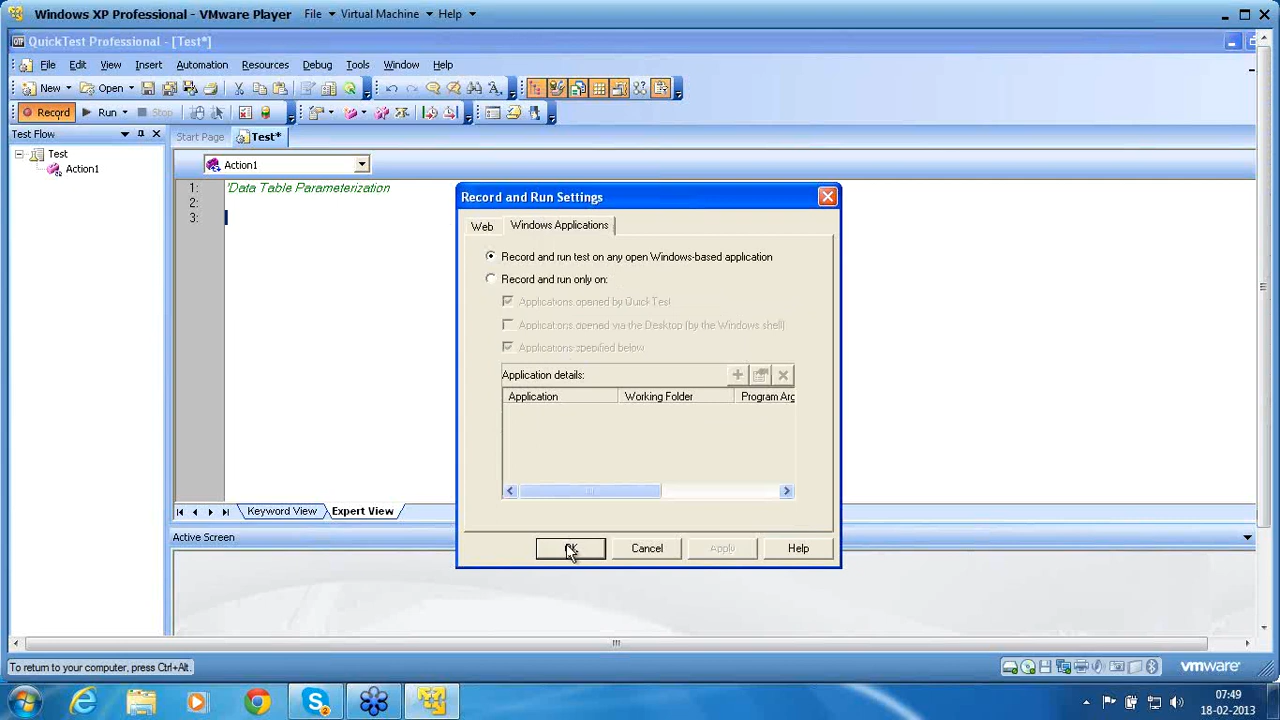 Windows XP Professional - VMware Player File Virtual Machine Help
QTP QuickTest Professional - [Test*]
File Edit View Insert Automation Resources Debug Tools Window Help
New Open
Record Run Stop
Test Flow
Start Page Test*
Test
Action1
Action1
1: 'Data Table Parameterization
2:
3:
Record and Run Settings
Web Windows Applications
Record and run test on any open Windows-based application
Record and run only on:
Applications opened by QuickTest
Applications opened via the Desktop (by the Windows shell)
Applications specified below
Application details:
Application Working Folder Program Arg
OK Cancel Apply Help
Keyword View Expert View
Active Screen
To return to your computer, press Ctrl+Alt.
vmware
07:49
18-02-2013